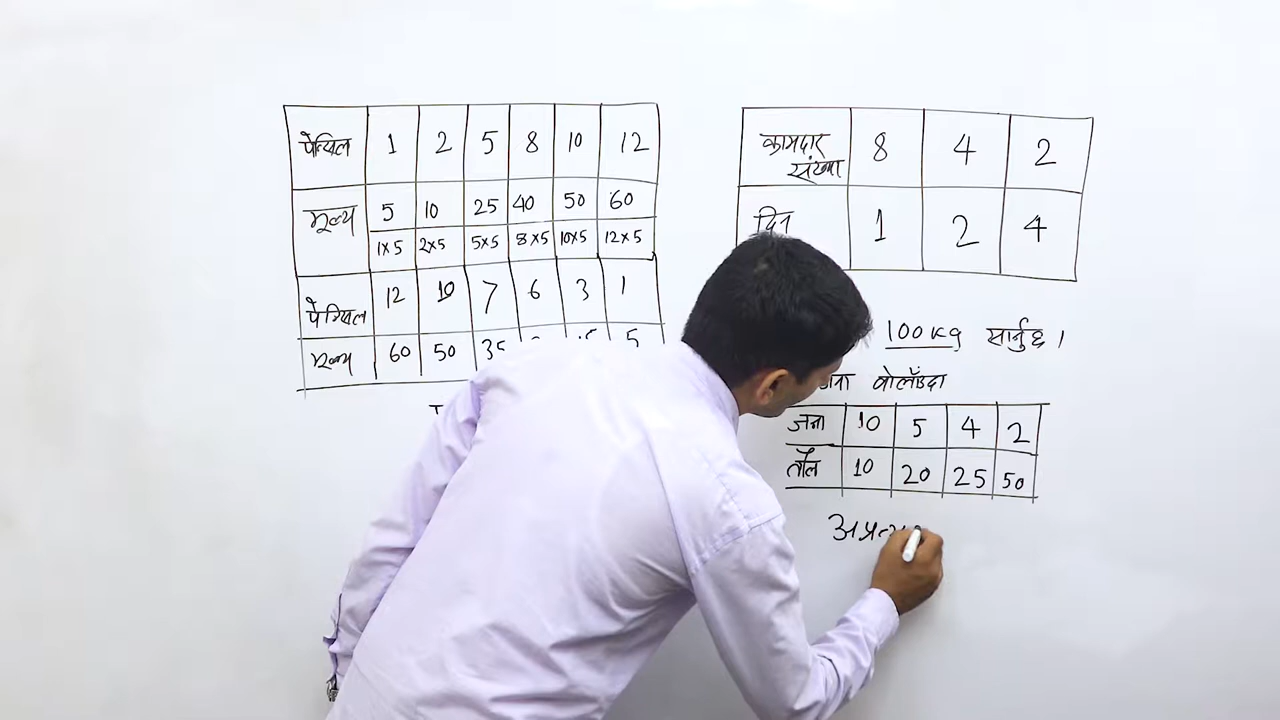 पेन्सिल 1 2 5 8 10 12
मूल्य 5 10 25 40 50 60
1×5 2×5 5×5 8×5 10×5 12×5
पेन्सिल 12 10 7 6 3 1
मूल्य 60 50 35 5
कामदार संख्या 8 4 2
दिन 1 2 4
100 kg सार्नुछ ।
जना बोलाँउदा
जना 10 5 4 2
तौल 10 20 25 50